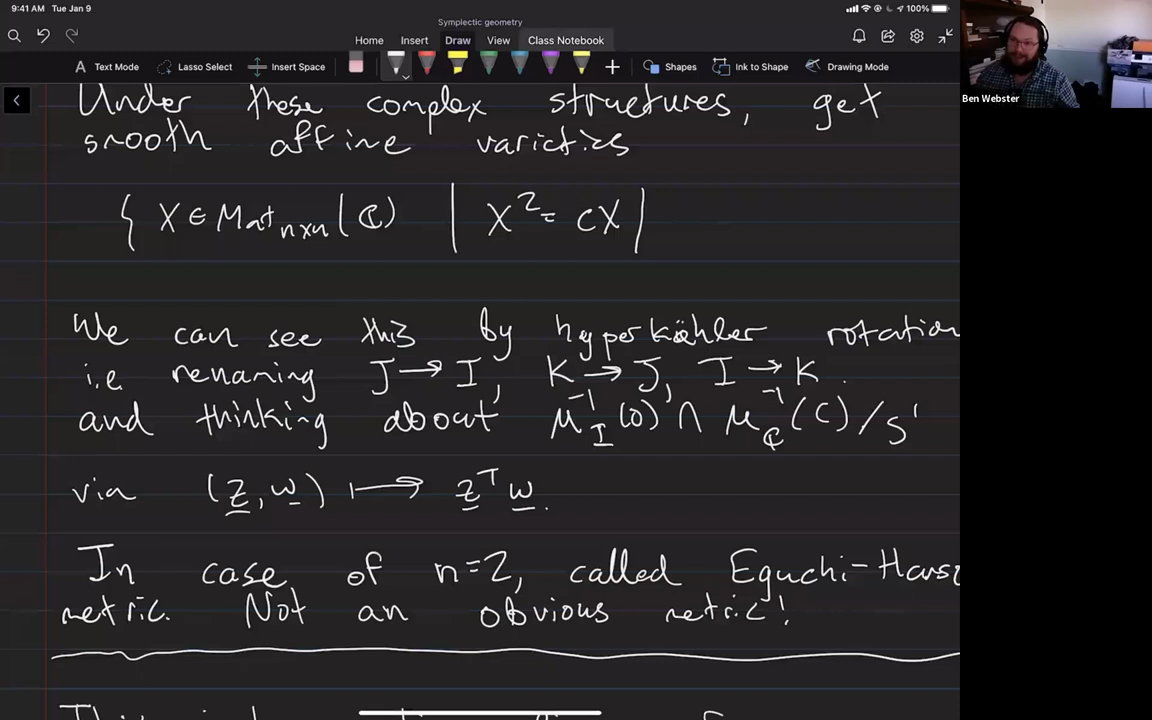 9:41 AM Tue Jan 9
100%
Symplectic geometry
Home Insert Draw View Class Notebook
Text Mode Lasso Select Insert Space Shapes Ink to Shape Drawing Mode
Ben Webster
Under these complex structures, get
smooth affine varieties
{ X ∈ Mat_{n×n}(ℂ) | X² = cX |
We can see this by hyperkähler rotation
i.e renaming J → I, K → J, I → K.
and thinking about μ_I^{-1}(0) ∩ μ_ℂ^{-1}(C)/S¹
via (z, w) ↦ z^T w.
In case of n=2, called Eguchi-Hanso
metric. Not an obvious metric!